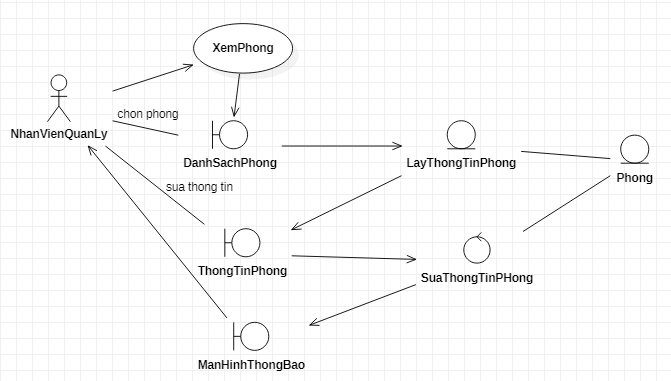 XemPhong
chon phong
NhanVienQuanLy
DanhSachPhong
LayThongTinPhong
Phong
sua thong tin
ThongTinPhong
SuaThongTinPHong
ManHinhThongBao